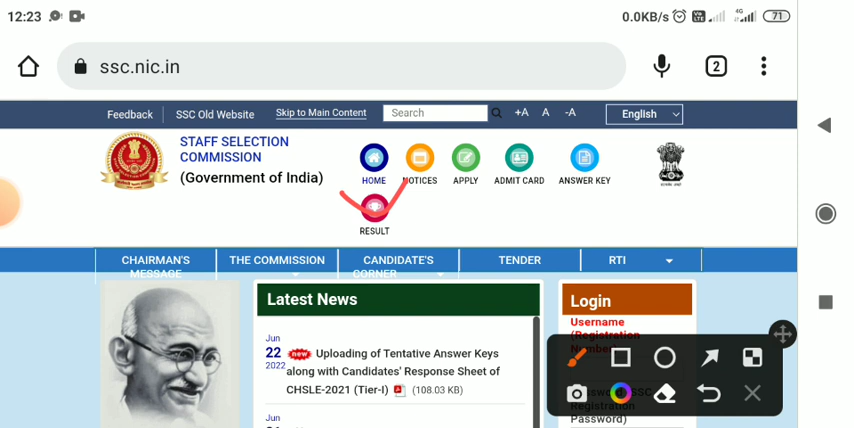 12:23
0.0KB/s
4G
71
ssc.nic.in
2
Feedback
SSC Old Website
Skip to Main Content
Search
+A A -A
English
STAFF SELECTION
COMMISSION
(Government of India)
HOME
NOTICES
APPLY
ADMIT CARD
ANSWER KEY
RESULT
CHAIRMAN'S
MESSAGE
THE COMMISSION
CANDIDATE'S
CORNER
TENDER
RTI
Latest News
Jun
22
2022
new Uploading of Tentative Answer Keys
along with Candidates' Response Sheet of
CHSLE-2021 (Tier-I) (108.03 KB)
Jun
Login
Username
(Registration
Password)